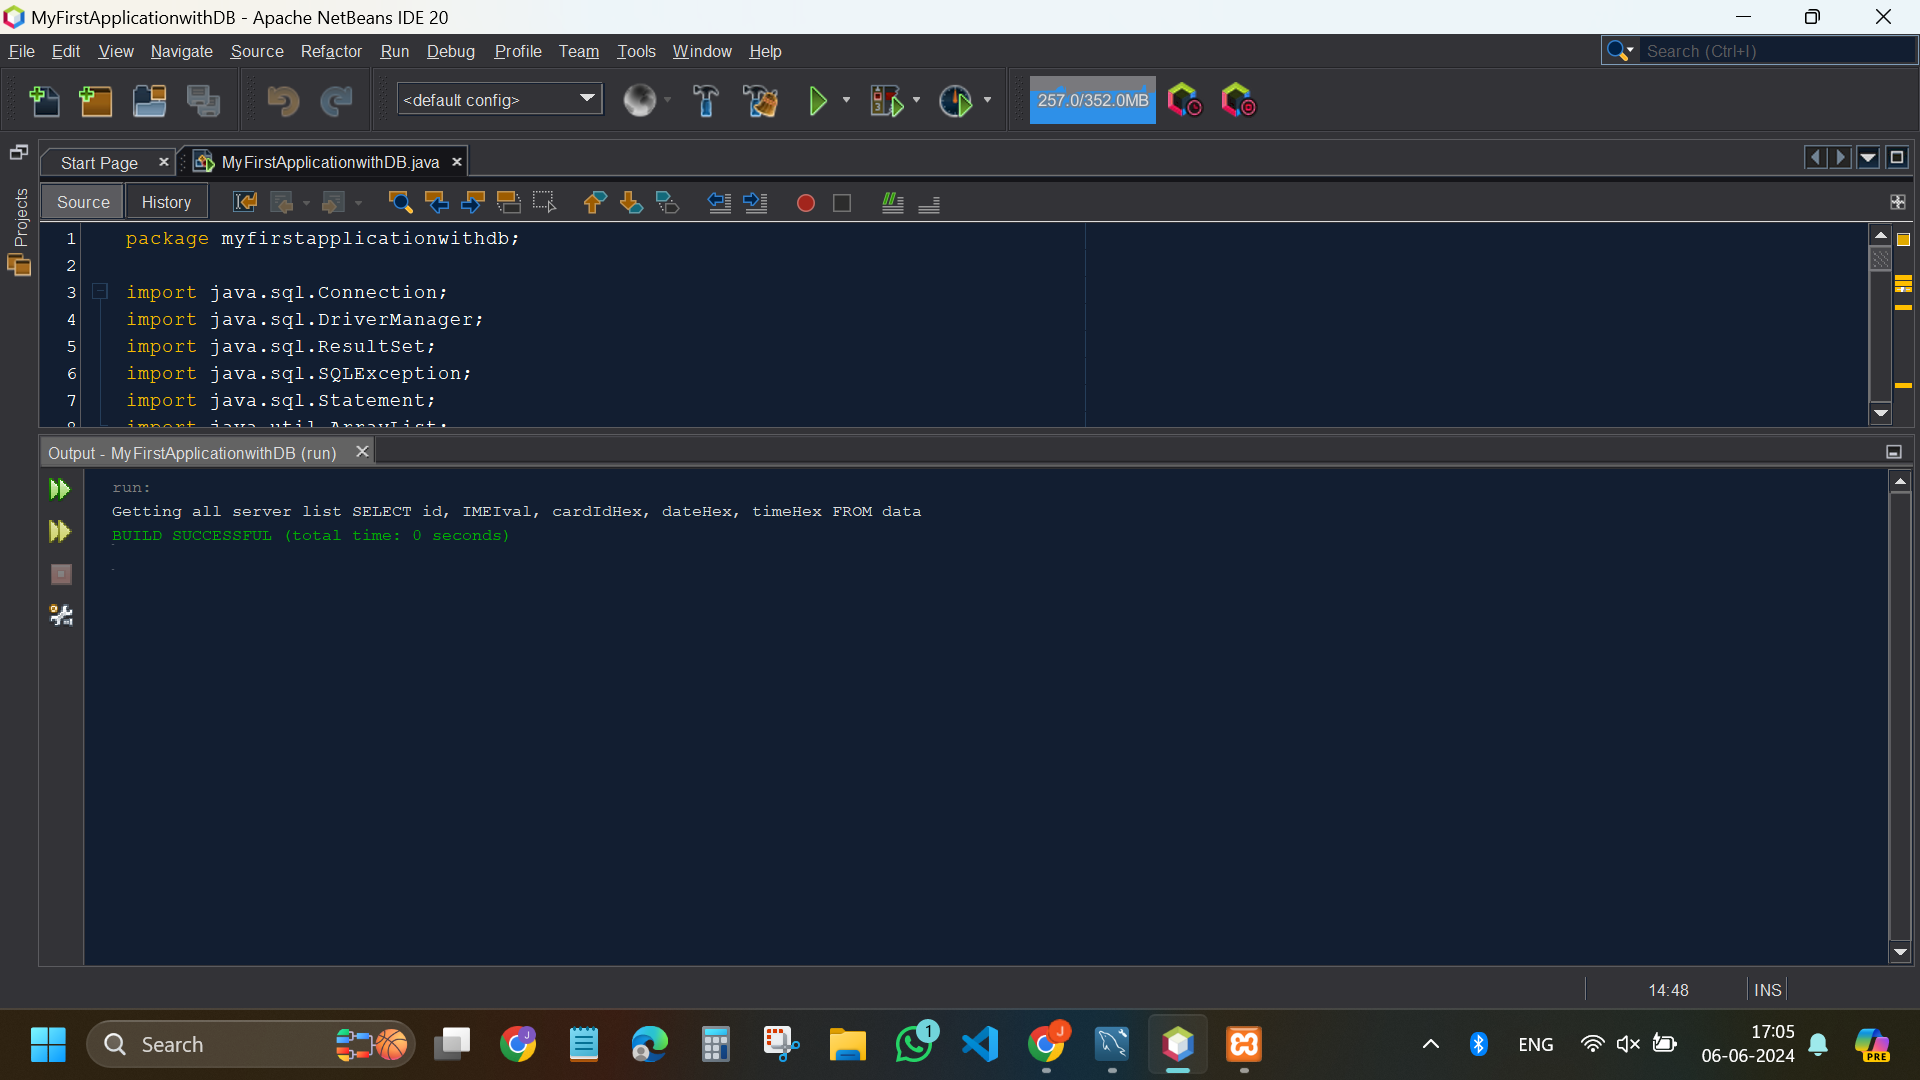 MyFirstApplicationwithDB - Apache NetBeans IDE 20
File Edit View Navigate Source Refactor Run Debug Profile Team Tools Window Help
Search (Ctrl+I)
<default config>
257.0/352.0MB
Start Page
MyFirstApplicationwithDB.java
Projects
Source History
1 package myfirstapplicationwithdb;
2
3 import java.sql.Connection;
4 import java.sql.DriverManager;
5 import java.sql.ResultSet;
6 import java.sql.SQLException;
7 import java.sql.Statement;
8 import java.util.ArrayList;
Output - MyFirstApplicationwithDB (run)
run:
Getting all server list SELECT id, IMEIval, cardIdHex, dateHex, timeHex FROM data
BUILD SUCCESSFUL (total time: 0 seconds)
14:48 INS
Search
J
1
J
ENG
17:05
06-06-2024
PRE